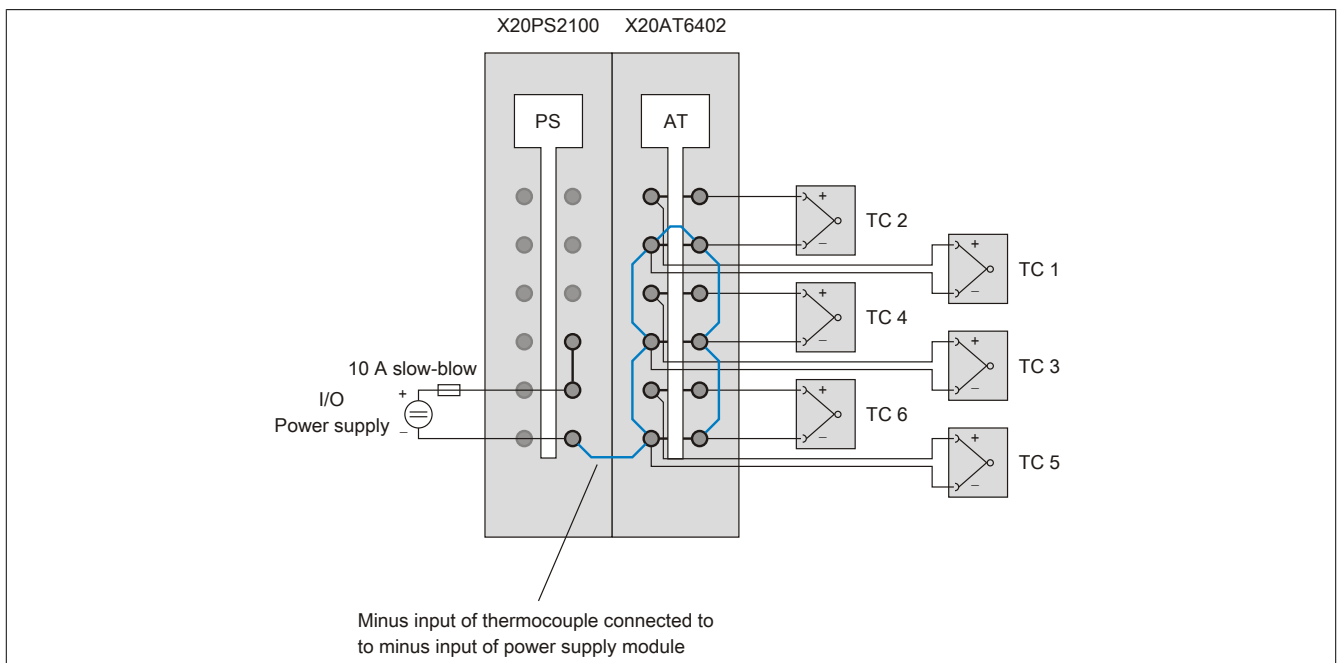 X20PS2100 X20AT6402
PS AT
+
TC 2
−
+
TC 1
−
+
TC 4
−
+
TC 3
−
10 A slow-blow
I/O
Power supply
+
−
+
TC 6
−
+
TC 5
−
Minus input of thermocouple connected to
to minus input of power supply module